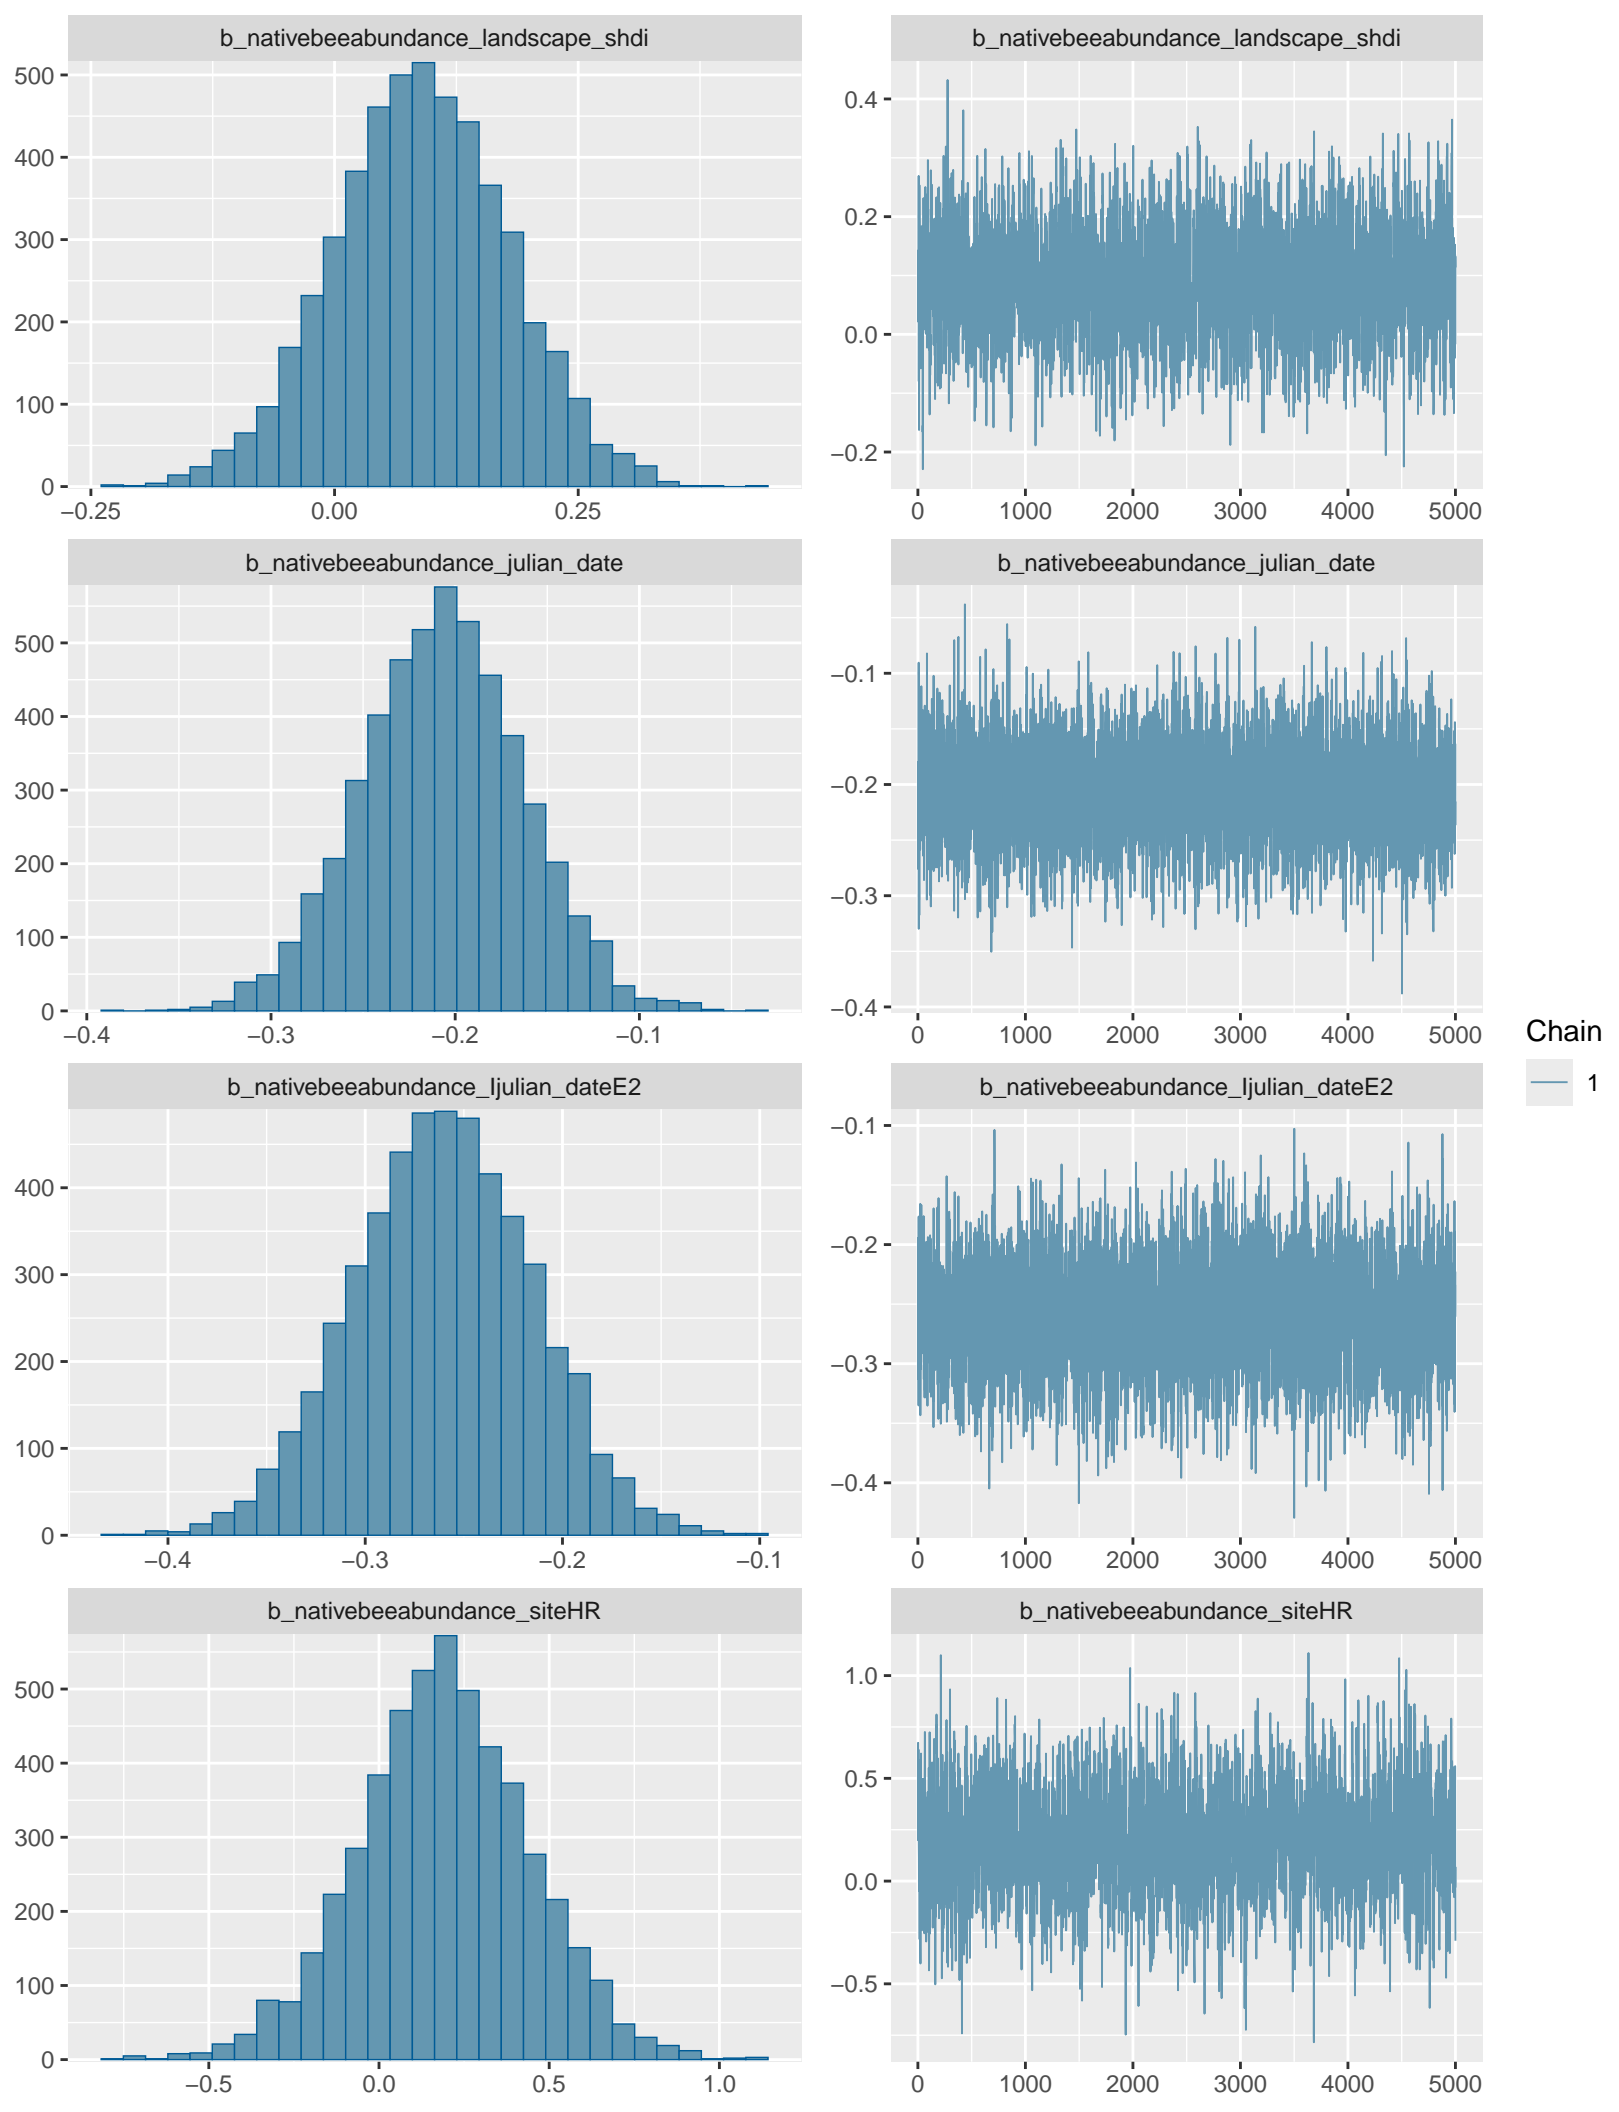 b_nativebeeabundance_landscape_shdi
500
400
300
200
100
0
−0.25 0.00 0.25
b_nativebeeabundance_landscape_shdi
0.4
0.2
0.0
−0.2
0 1000 2000 3000 4000 5000
b_nativebeeabundance_julian_date
500
400
300
200
100
0
−0.4 −0.3 −0.2 −0.1
b_nativebeeabundance_julian_date
−0.1
−0.2
−0.3
−0.4
0 1000 2000 3000 4000 5000
b_nativebeeabundance_Ijulian_dateE2
400
300
200
100
0
−0.4 −0.3 −0.2 −0.1
b_nativebeeabundance_Ijulian_dateE2
−0.1
−0.2
−0.3
−0.4
0 1000 2000 3000 4000 5000
b_nativebeeabundance_siteHR
500
400
300
200
100
0
−0.5 0.0 0.5 1.0
b_nativebeeabundance_siteHR
1.0
0.5
0.0
−0.5
0 1000 2000 3000 4000 5000
Chain
1